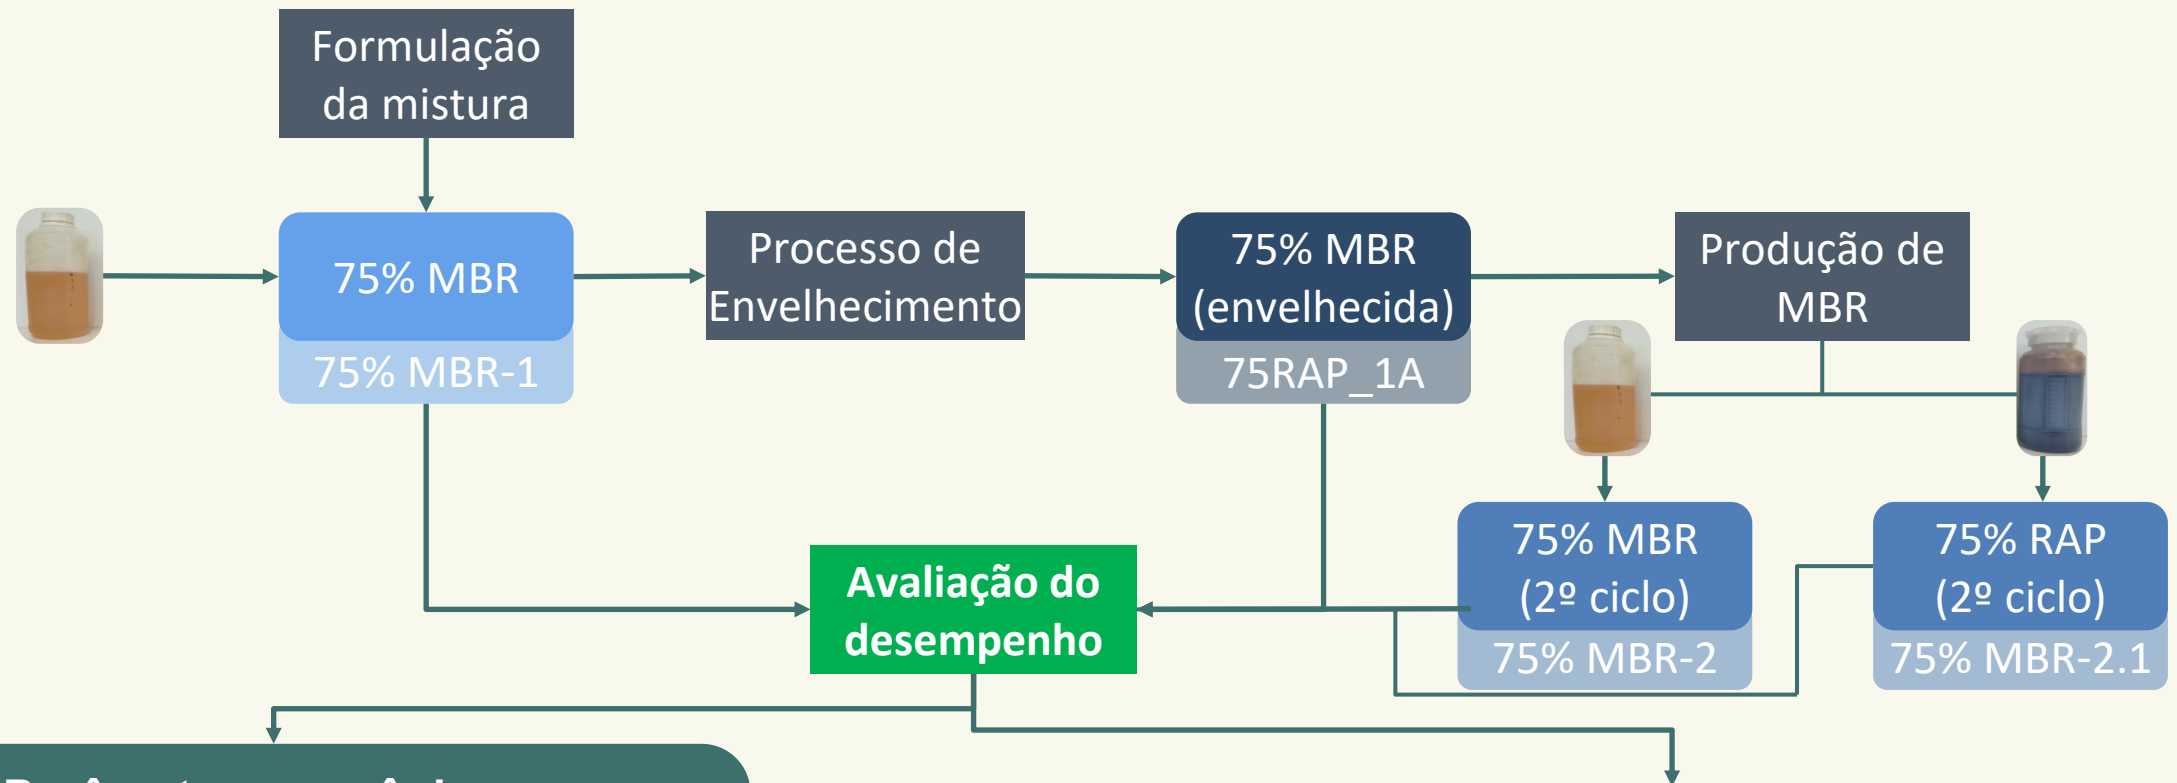 Formulação
da mistura
75% MBR
75% MBR-1
Processo de
Envelhecimento
75% MBR
(envelhecida)
75RAP_1A
Produção de
MBR
75% MBR
(2º ciclo)
75% MBR-2
75% RAP
(2º ciclo)
75% MBR-2.1
Avaliação do
desempenho